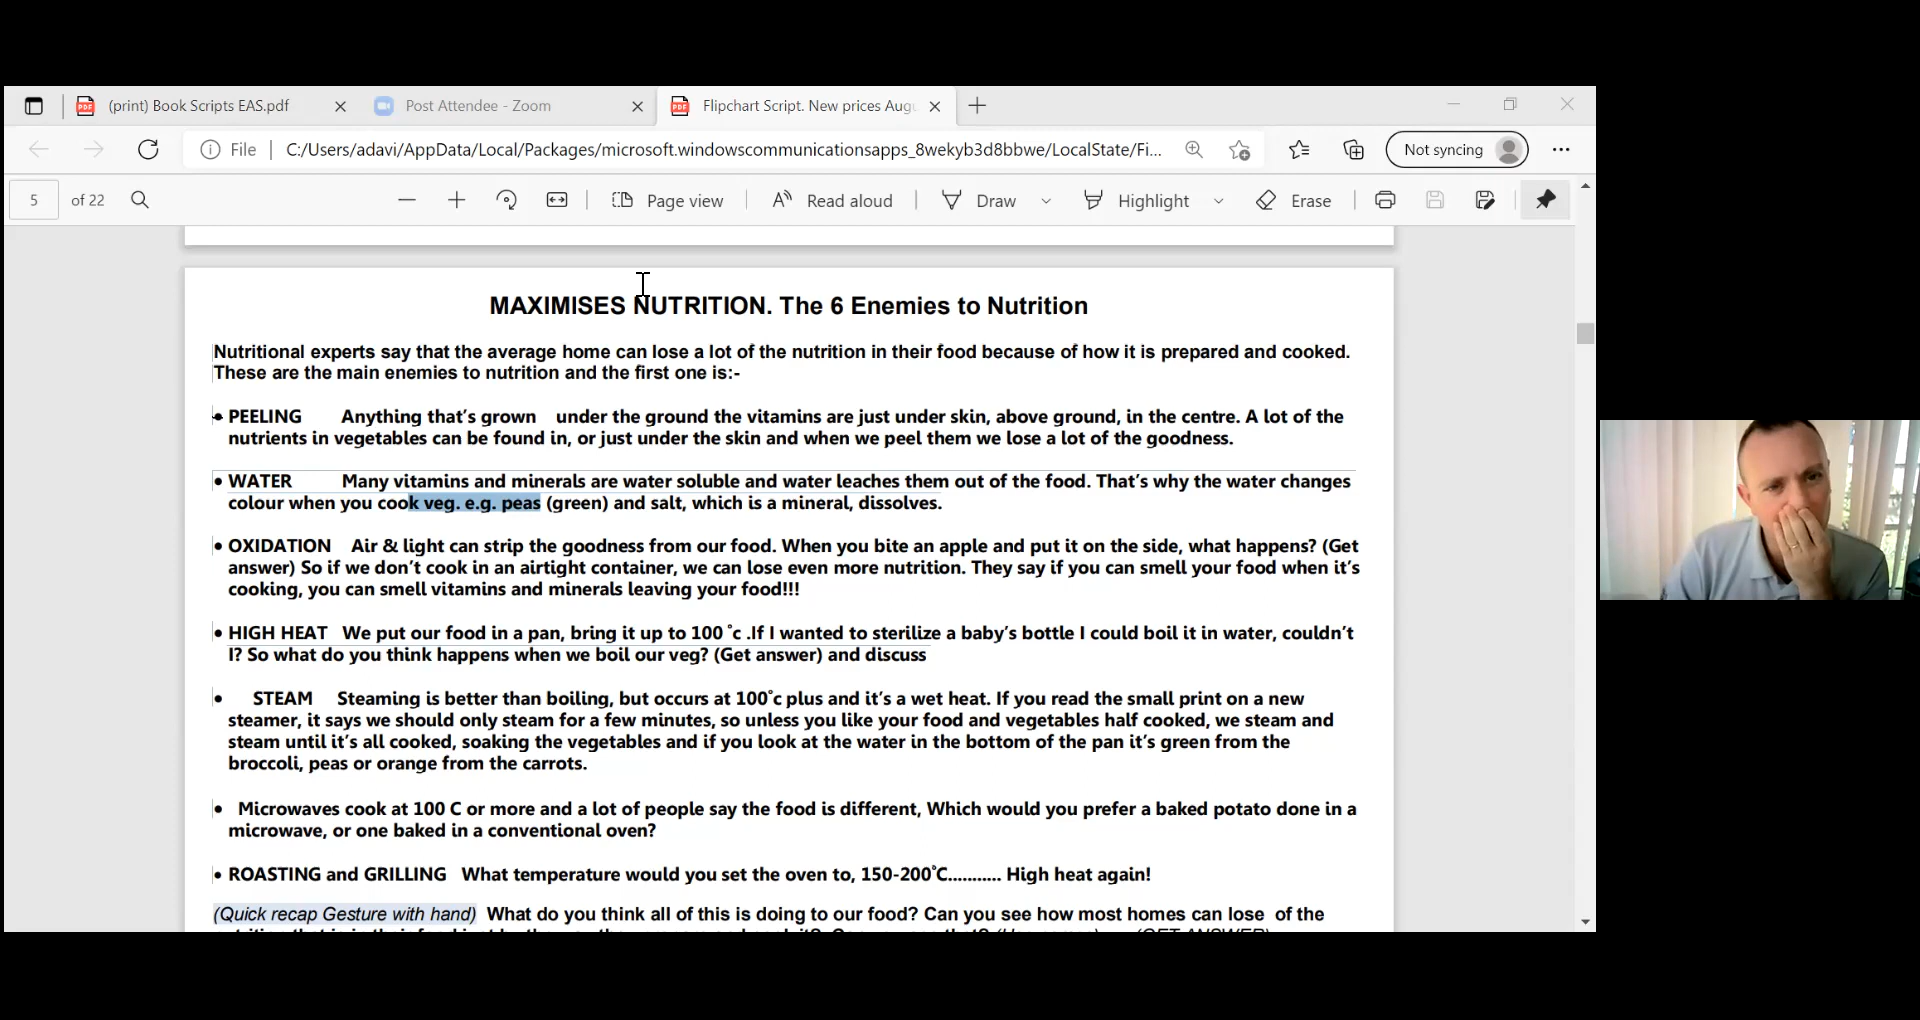 (print) Book Scripts EAS.pdf
Post Attendee - Zoom
Flipchart Script. New prices Augu
File
C:/Users/adavi/AppData/Local/Packages/microsoft.windowscommunicationsapps_8wekyb3d8bbwe/LocalState/Fi...
Not syncing
5 of 22
Page view
Read aloud
Draw
Highlight
Erase
MAXIMISES NUTRITION. The 6 Enemies to Nutrition
Nutritional experts say that the average home can lose a lot of the nutrition in their food because of how it is prepared and cooked.
These are the main enemies to nutrition and the first one is:-
• PEELING Anything that's grown under the ground the vitamins are just under skin, above ground, in the centre. A lot of the
nutrients in vegetables can be found in, or just under the skin and when we peel them we lose a lot of the goodness.
• WATER Many vitamins and minerals are water soluble and water leaches them out of the food. That's why the water changes
colour when you cook veg. e.g. peas (green) and salt, which is a mineral, dissolves.
• OXIDATION Air & light can strip the goodness from our food. When you bite an apple and put it on the side, what happens? (Get
answer) So if we don't cook in an airtight container, we can lose even more nutrition. They say if you can smell your food when it's
cooking, you can smell vitamins and minerals leaving your food!!!
• HIGH HEAT We put our food in a pan, bring it up to 100 ˚c .If I wanted to sterilize a baby's bottle I could boil it in water, couldn't
I? So what do you think happens when we boil our veg? (Get answer) and discuss
• STEAM Steaming is better than boiling, but occurs at 100˚c plus and it's a wet heat. If you read the small print on a new
steamer, it says we should only steam for a few minutes, so unless you like your food and vegetables half cooked, we steam and
steam until it's all cooked, soaking the vegetables and if you look at the water in the bottom of the pan it's green from the
broccoli, peas or orange from the carrots.
• Microwaves cook at 100 C or more and a lot of people say the food is different, Which would you prefer a baked potato done in a
microwave, or one baked in a conventional oven?
• ROASTING and GRILLING What temperature would you set the oven to, 150-200˚C........... High heat again!
(Quick recap Gesture with hand) What do you think all of this is doing to our food? Can you see how most homes can lose of the